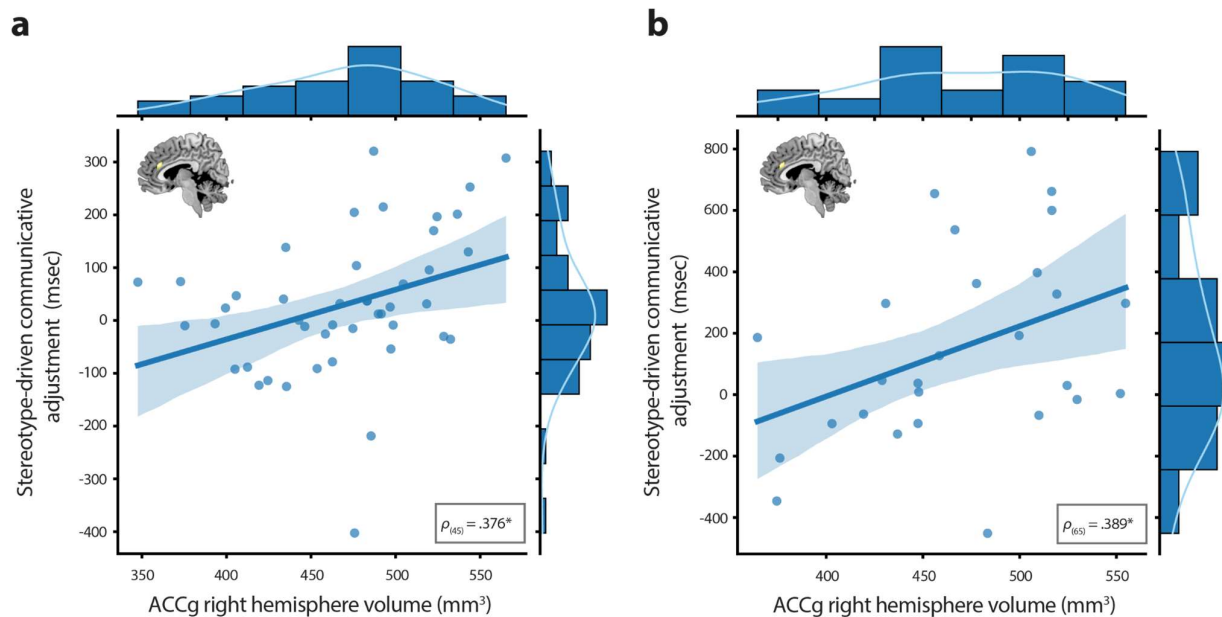 a
Stereotype-driven communicative
adjustment (msec)
300
200
100
0
-100
-200
-300
-400
ρ(45) = .376*
350
400
450
500
550
ACCg right hemisphere volume (mm³)
b
Stereotype-driven communicative
adjustment (msec)
800
600
400
200
0
-200
-400
ρ(65) = .389*
400
450
500
550
ACCg right hemisphere volume (mm³)